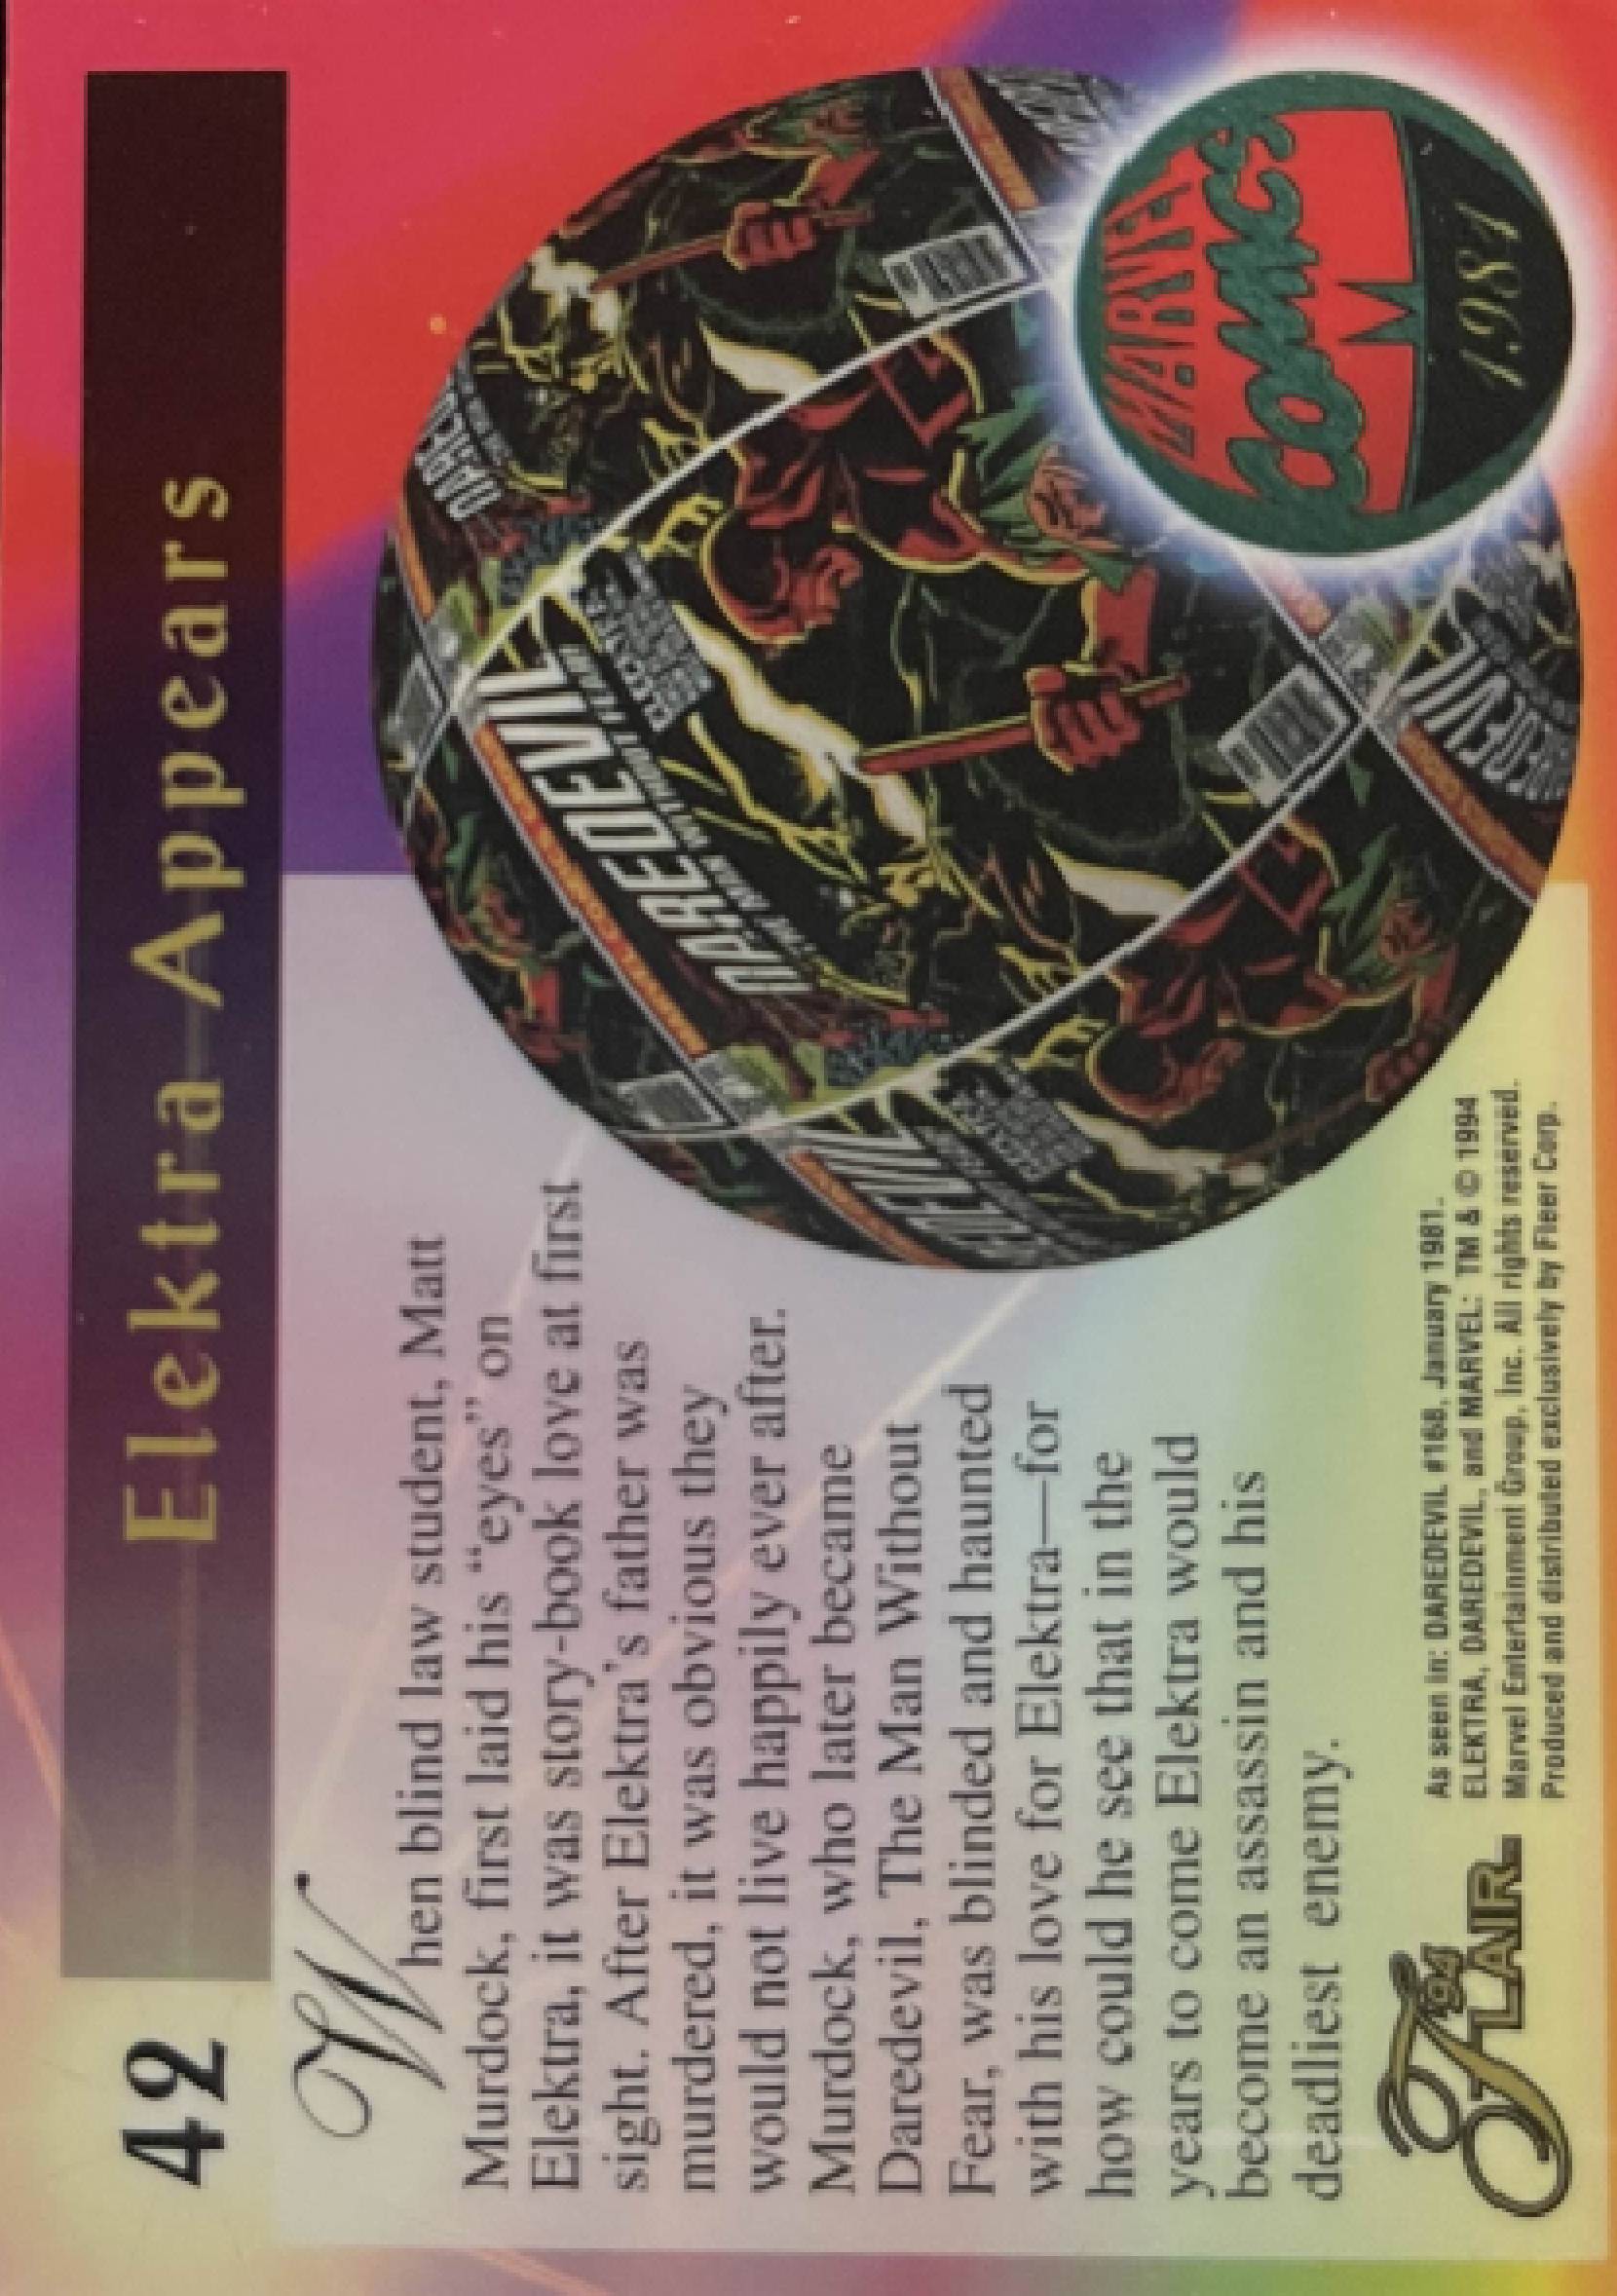 42
Elektra Appears
When blind law student, Matt
Murdock, first laid his “eyes” on
Elektra, it was story-book love at first
sight. After Elektra’s father was
murdered, it was obvious they
would not live happily ever after.
Murdock, who later became
Daredevil, The Man Without
Fear, was blinded and haunted
with his love for Elektra—for
how could he see that in the
years to come Elektra would
become an assassin and his
deadliest enemy.
DAREDEVIL
THE MAN WITHOUT FEAR!
ELEKTRA
MARVEL
COMICS
M
1981
'94
FLAIR
As seen in: DAREDEVIL #168, January 1981.
ELEKTRA, DAREDEVIL, and MARVEL: TM & © 1994
Marvel Entertainment Group, Inc. All rights reserved.
Produced and distributed exclusively by Fleer Corp.